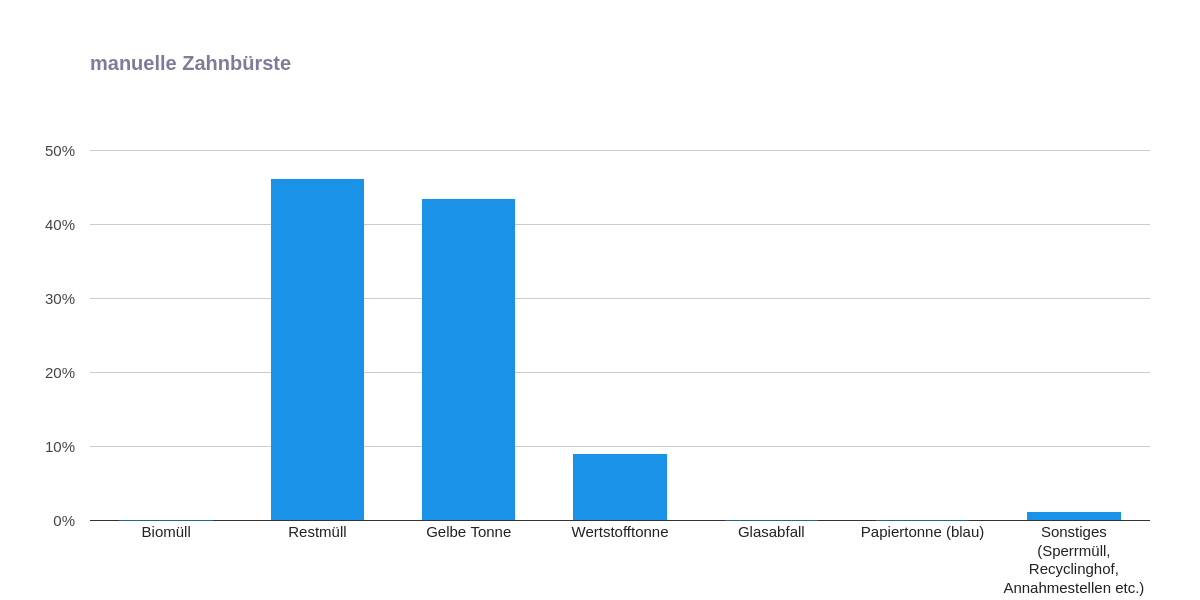 manuelle Zahnbürste
50%
40%
30%
20%
10%
0%
Biomüll
Restmüll
Gelbe Tonne
Wertstofftonne
Glasabfall
Papiertonne (blau)
Sonstiges
(Sperrmüll,
Recyclinghof,
Annahmestellen etc.)